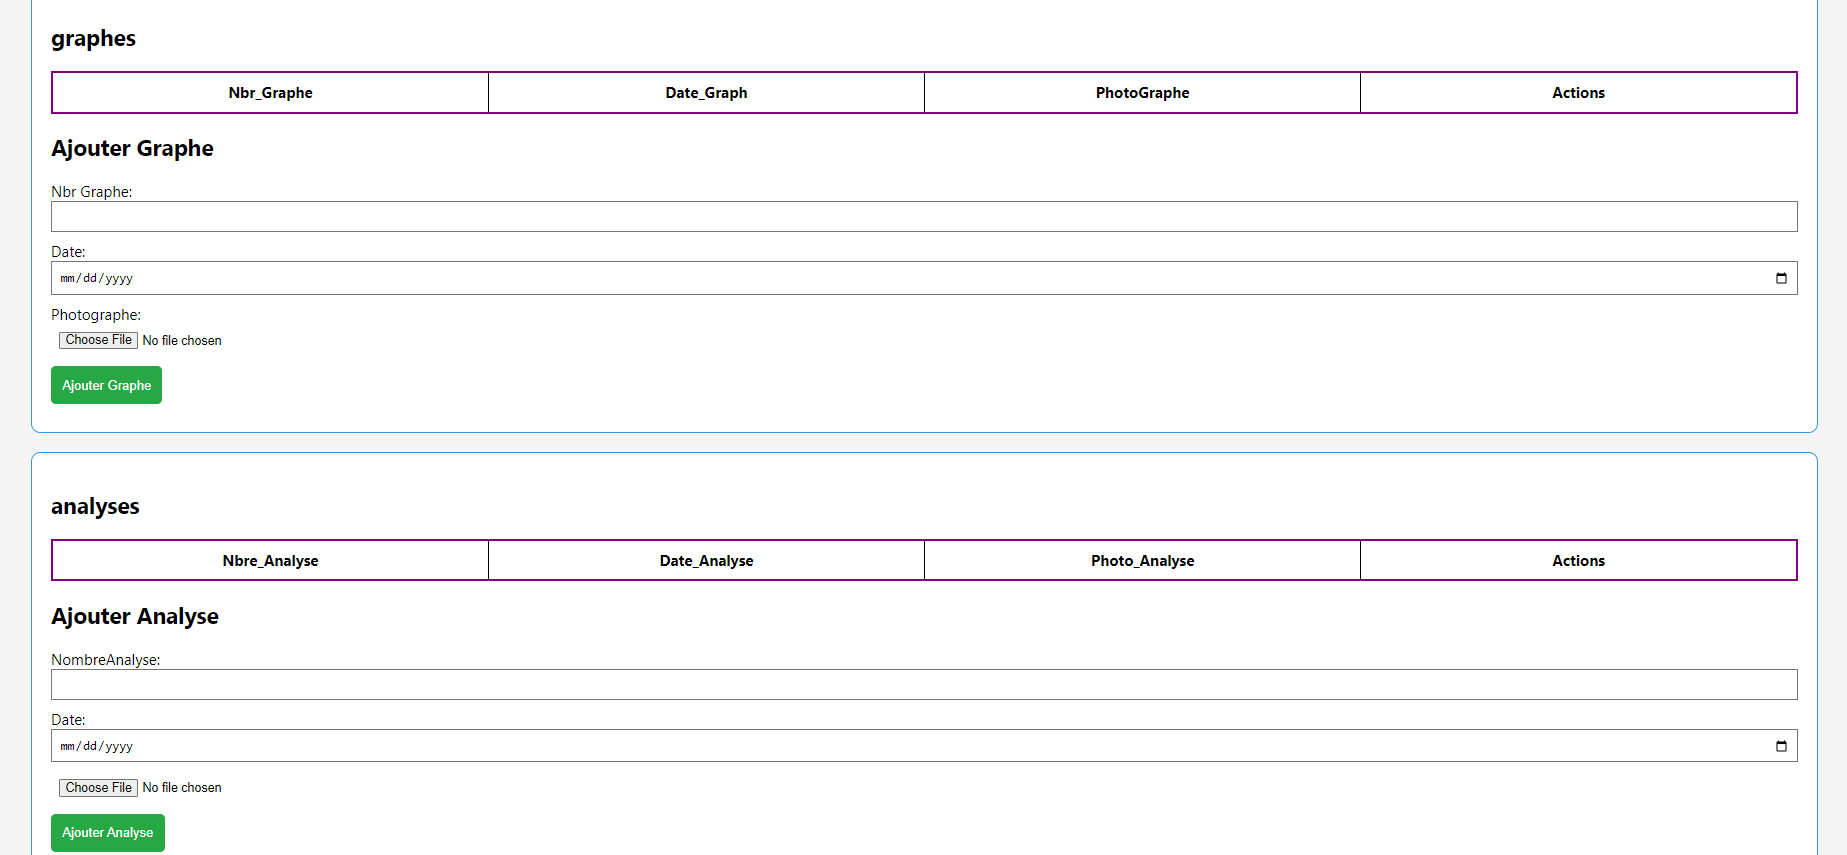 graphes
Nbr_Graphe Date_Graph PhotoGraphe Actions
Ajouter Graphe
Nbr Graphe:
Date:
mm/dd/yyyy
Photographe:
Choose File No file chosen
Ajouter Graphe
analyses
Nbre_Analyse Date_Analyse Photo_Analyse Actions
Ajouter Analyse
NombreAnalyse:
Date:
mm/dd/yyyy
Choose File No file chosen
Ajouter Analyse